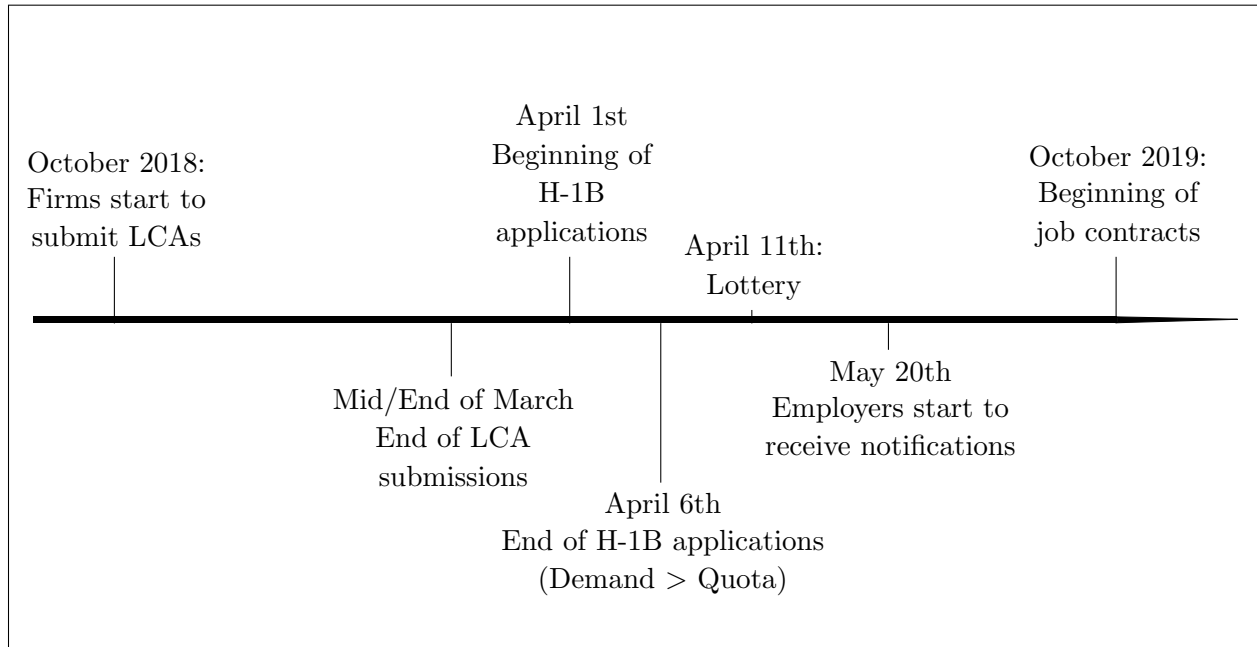 October 2018:
Firms start to
submit LCAs
Mid/End of March
End of LCA
submissions
April 1st
Beginning of
H-1B
applications
April 6th
End of H-1B applications
(Demand > Quota)
April 11th:
Lottery
May 20th
Employers start to
receive notifications
October 2019:
Beginning of
job contracts